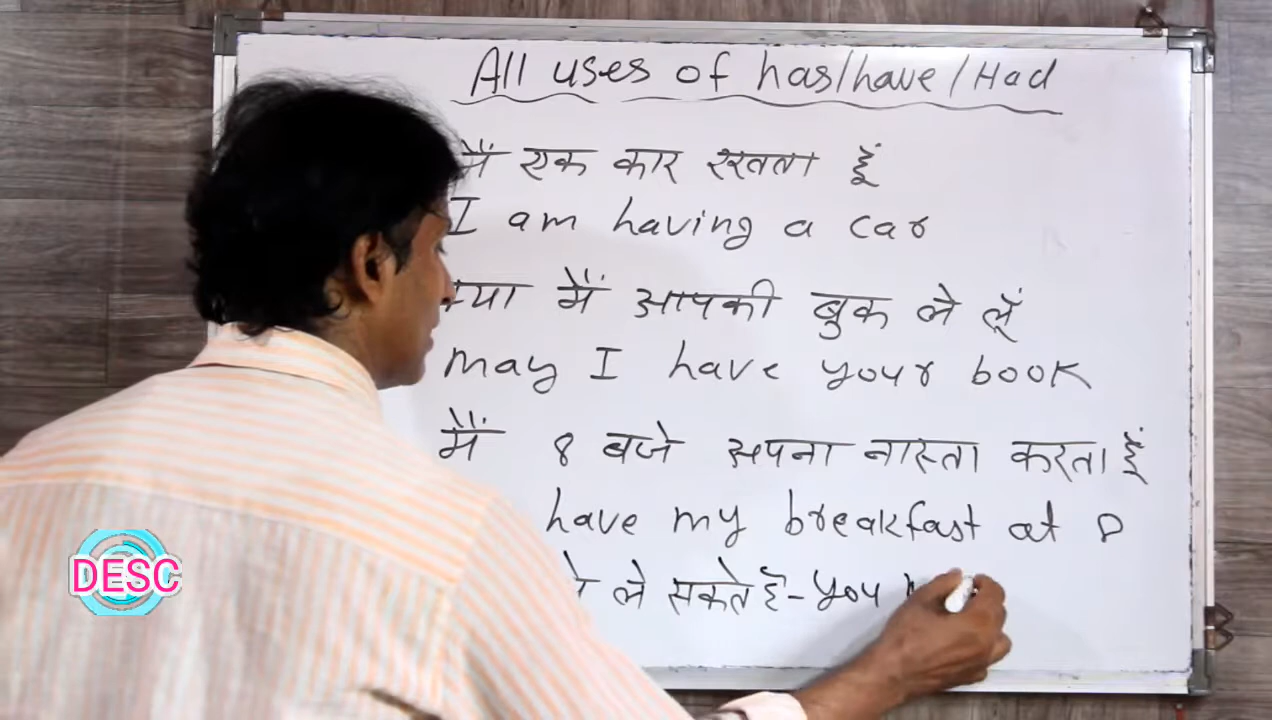 All uses of has/have/Had
मैं एक कार रखता हूं
I am having a car
क्या मैं आपकी बुक ले लूं
may I have your book
मैं 8 बजे अपना नास्ता करता हूँ
have my breakfast at 8
ले सकते है - you
DESC